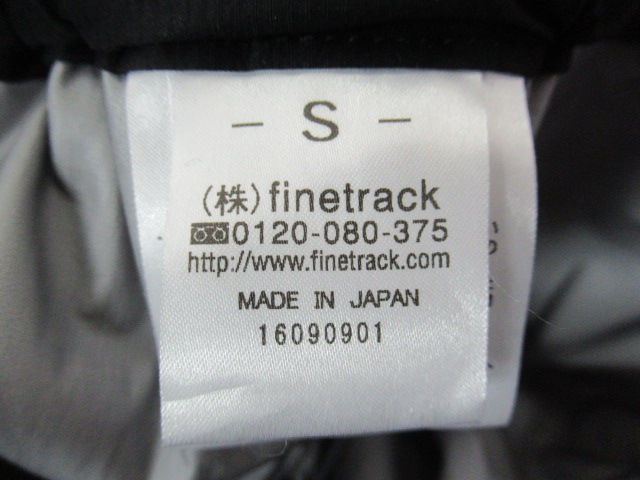 - S -
(株)finetrack
0120-080-375
http://www.finetrack.com
MADE IN JAPAN
16090901